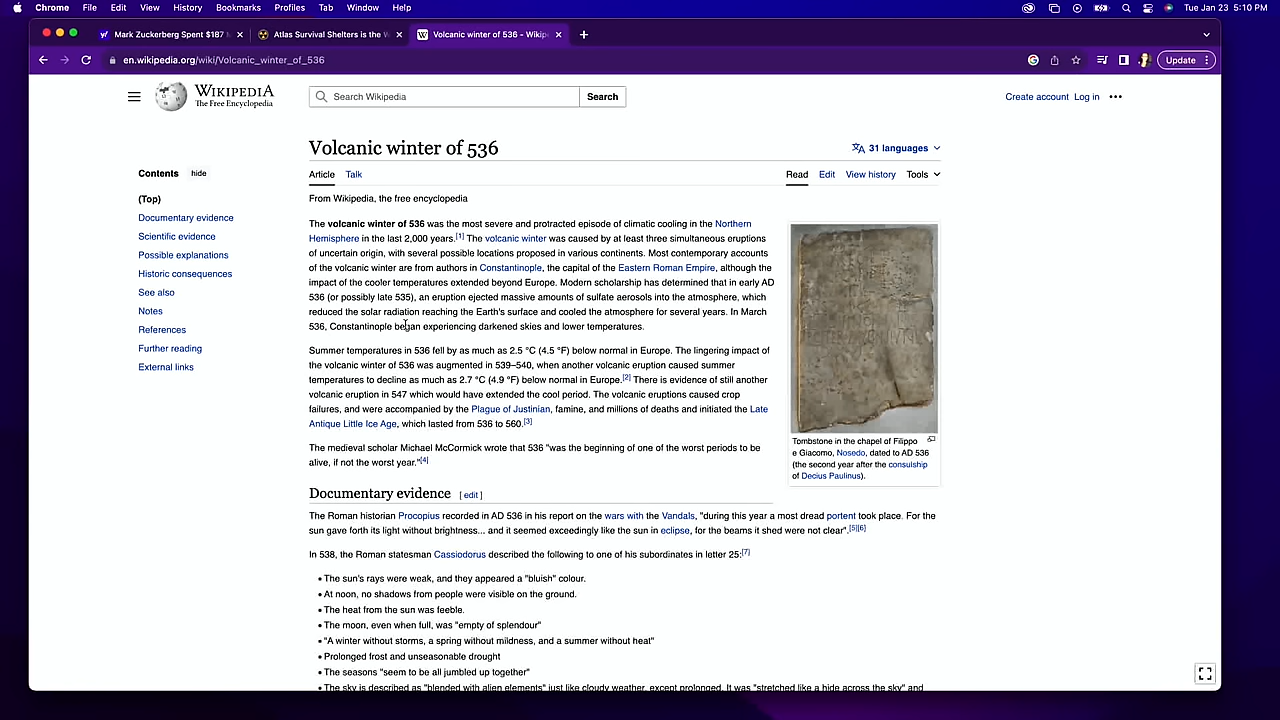 Chrome File Edit View History Bookmarks Profiles Tab Window Help Tue Jan 23 5:10 PM
Mark Zuckerberg Spent $187 Atlas Survival Shelters is the Volcanic winter of 536 - Wikip
en.wikipedia.org/wiki/Volcanic_winter_of_536 Update
WIKIPEDIA
The Free Encyclopedia
Search Wikipedia Search
Create account Log in
Contents hide
(Top)
Documentary evidence
Scientific evidence
Possible explanations
Historic consequences
See also
Notes
References
Further reading
External links
Volcanic winter of 536
31 languages
Article Talk Read Edit View history Tools
From Wikipedia, the free encyclopedia
The volcanic winter of 536 was the most severe and protracted episode of climatic cooling in the Northern
Hemisphere in the last 2,000 years.[1] The volcanic winter was caused by at least three simultaneous eruptions
of uncertain origin, with several possible locations proposed in various continents. Most contemporary accounts
of the volcanic winter are from authors in Constantinople, the capital of the Eastern Roman Empire, although the
impact of the cooler temperatures extended beyond Europe. Modern scholarship has determined that in early AD
536 (or possibly late 535), an eruption ejected massive amounts of sulfate aerosols into the atmosphere, which
reduced the solar radiation reaching the Earth's surface and cooled the atmosphere for several years. In March
536, Constantinople began experiencing darkened skies and lower temperatures.
Summer temperatures in 536 fell by as much as 2.5 °C (4.5 °F) below normal in Europe. The lingering impact of
the volcanic winter of 536 was augmented in 539–540, when another volcanic eruption caused summer
temperatures to decline as much as 2.7 °C (4.9 °F) below normal in Europe.[2] There is evidence of still another
volcanic eruption in 547 which would have extended the cool period. The volcanic eruptions caused crop
failures, and were accompanied by the Plague of Justinian, famine, and millions of deaths and initiated the Late
Antique Little Ice Age, which lasted from 536 to 560.[3]
The medieval scholar Michael McCormick wrote that 536 "was the beginning of one of the worst periods to be
alive, if not the worst year."[4]
Tombstone in the chapel of Filippo
e Giacomo, Nosedo, dated to AD 536
(the second year after the consulship
of Decius Paulinus).
Documentary evidence [ edit ]
The Roman historian Procopius recorded in AD 536 in his report on the wars with the Vandals, "during this year a most dread portent took place. For the
sun gave forth its light without brightness... and it seemed exceedingly like the sun in eclipse, for the beams it shed were not clear".[5][6]
In 538, the Roman statesman Cassiodorus described the following to one of his subordinates in letter 25:[7]
• The sun's rays were weak, and they appeared a "bluish" colour.
• At noon, no shadows from people were visible on the ground.
• The heat from the sun was feeble.
• The moon, even when full, was "empty of splendour"
• "A winter without storms, a spring without mildness, and a summer without heat"
• Prolonged frost and unseasonable drought
• The seasons "seem to be all jumbled up together"
• The sky is described as "blended with alien elements" just like cloudy weather, except prolonged. It was "stretched like a hide across the sky" and